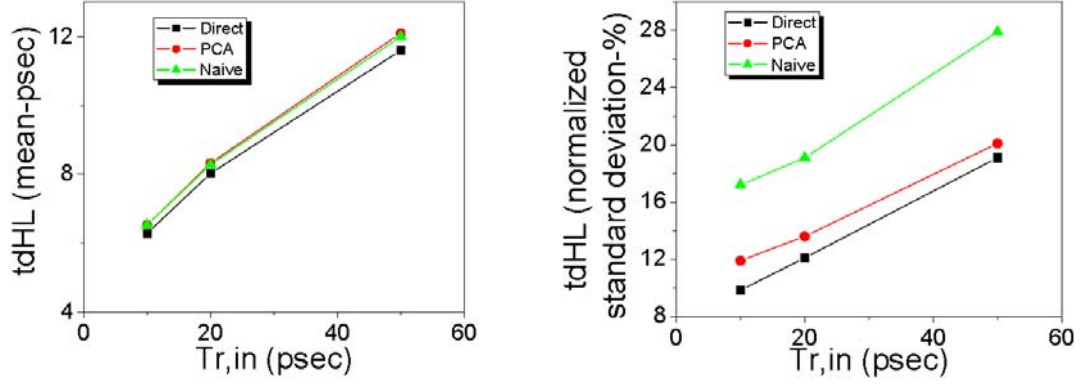 tdHL (mean-psec)
12
8
4
Direct
PCA
Naive
0
20
40
60
Tr,in (psec)
tdHL (normalized
standard deviation-%)
28
24
20
16
12
8
Direct
PCA
Naive
0
20
40
60
Tr,in (psec)